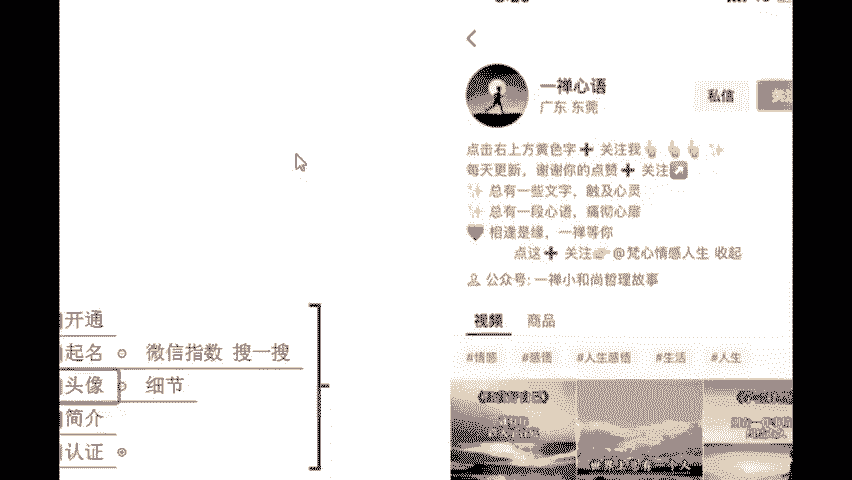 开通
起名 微信指数 搜一搜
头像 细节
简介
认证
一禅心语
广东 东莞
私信
点击右上方黄色字➕ 关注我👆👆👆✨
每天更新，谢谢你的点赞➕ 关注↗
✨ 总有一些文字，触及心灵
✨ 总有一段心语，痛彻心扉
🖤 相逢是缘，一禅等你
点这➕ 关注👉@梵心情感人生 收起
公众号: 一禅小和尚哲理故事
视频 商品
#情感 #感悟 #人生感悟 #生活 #人生